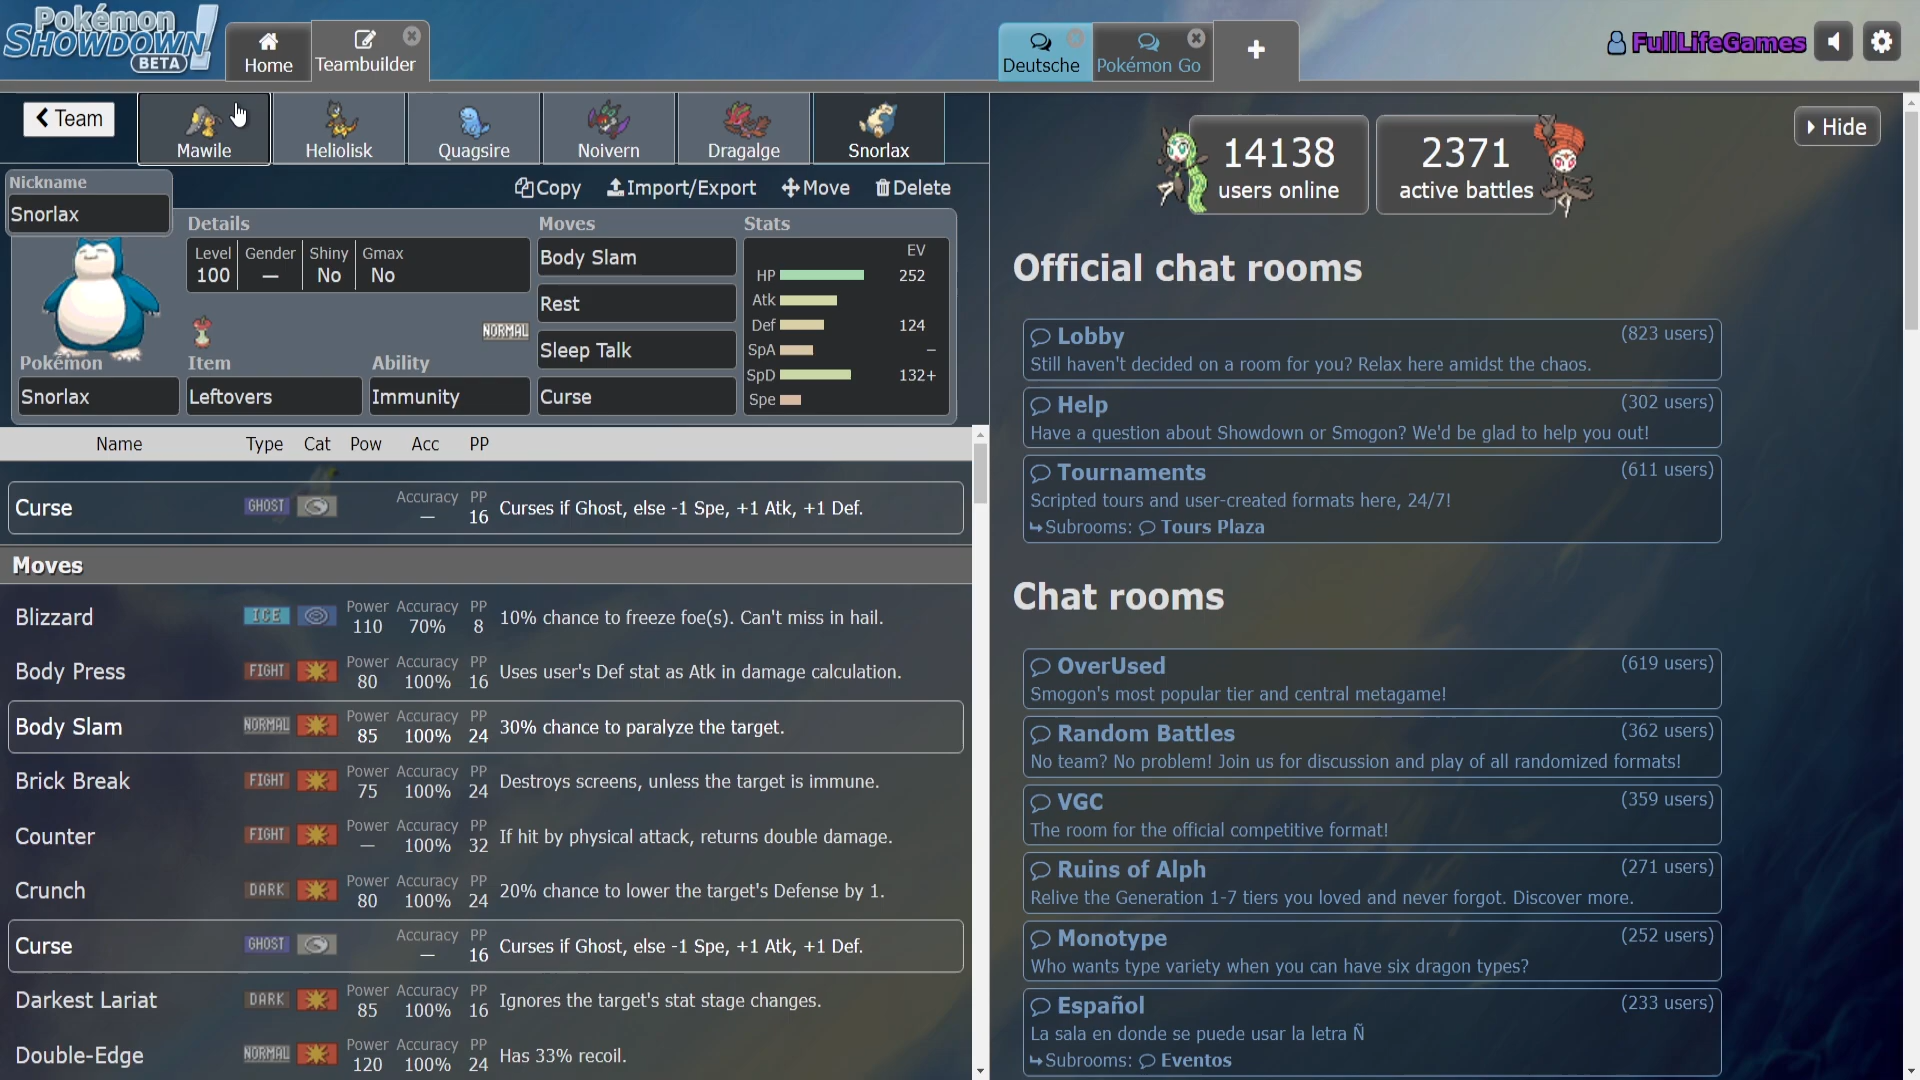 Pokémon
SHOWDOWN!
BETA
Home
Teambuilder
Deutsche
Pokémon Go
+
FullLifeGames
Team
Mawile
Heliolisk
Quagsire
Noivern
Dragalge
Snorlax
Copy
Import/Export
Move
Delete
Nickname
Snorlax
Details
Level
100
Gender
—
Shiny
No
Gmax
No
NORMAL
Pokémon
Snorlax
Item
Leftovers
Ability
Immunity
Moves
Body Slam
Rest
Sleep Talk
Curse
Stats
EV
HP 252
Atk
Def 124
SpA –
SpD 132+
Spe
Name Type Cat Pow Acc PP
Curse GHOST Accuracy — PP 16 Curses if Ghost, else -1 Spe, +1 Atk, +1 Def.
Moves
Blizzard ICE Power 110 Accuracy 70% PP 8 10% chance to freeze foe(s). Can't miss in hail.
Body Press FIGHT Power 80 Accuracy 100% PP 16 Uses user's Def stat as Atk in damage calculation.
Body Slam NORMAL Power 85 Accuracy 100% PP 24 30% chance to paralyze the target.
Brick Break FIGHT Power 75 Accuracy 100% PP 24 Destroys screens, unless the target is immune.
Counter FIGHT Power — Accuracy 100% PP 32 If hit by physical attack, returns double damage.
Crunch DARK Power 80 Accuracy 100% PP 24 20% chance to lower the target's Defense by 1.
Curse GHOST Accuracy — PP 16 Curses if Ghost, else -1 Spe, +1 Atk, +1 Def.
Darkest Lariat DARK Power 85 Accuracy 100% PP 16 Ignores the target's stat stage changes.
Double-Edge NORMAL Power 120 Accuracy 100% PP 24 Has 33% recoil.
14138
users online
2371
active battles
Hide
Official chat rooms
Lobby (823 users)
Still haven't decided on a room for you? Relax here amidst the chaos.
Help (302 users)
Have a question about Showdown or Smogon? We'd be glad to help you out!
Tournaments (611 users)
Scripted tours and user-created formats here, 24/7!
↳Subrooms: Tours Plaza
Chat rooms
OverUsed (619 users)
Smogon's most popular tier and central metagame!
Random Battles (362 users)
No team? No problem! Join us for discussion and play of all randomized formats!
VGC (359 users)
The room for the official competitive format!
Ruins of Alph (271 users)
Relive the Generation 1-7 tiers you loved and never forgot. Discover more.
Monotype (252 users)
Who wants type variety when you can have six dragon types?
Español (233 users)
La sala en donde se puede usar la letra Ñ
↳Subrooms: Eventos